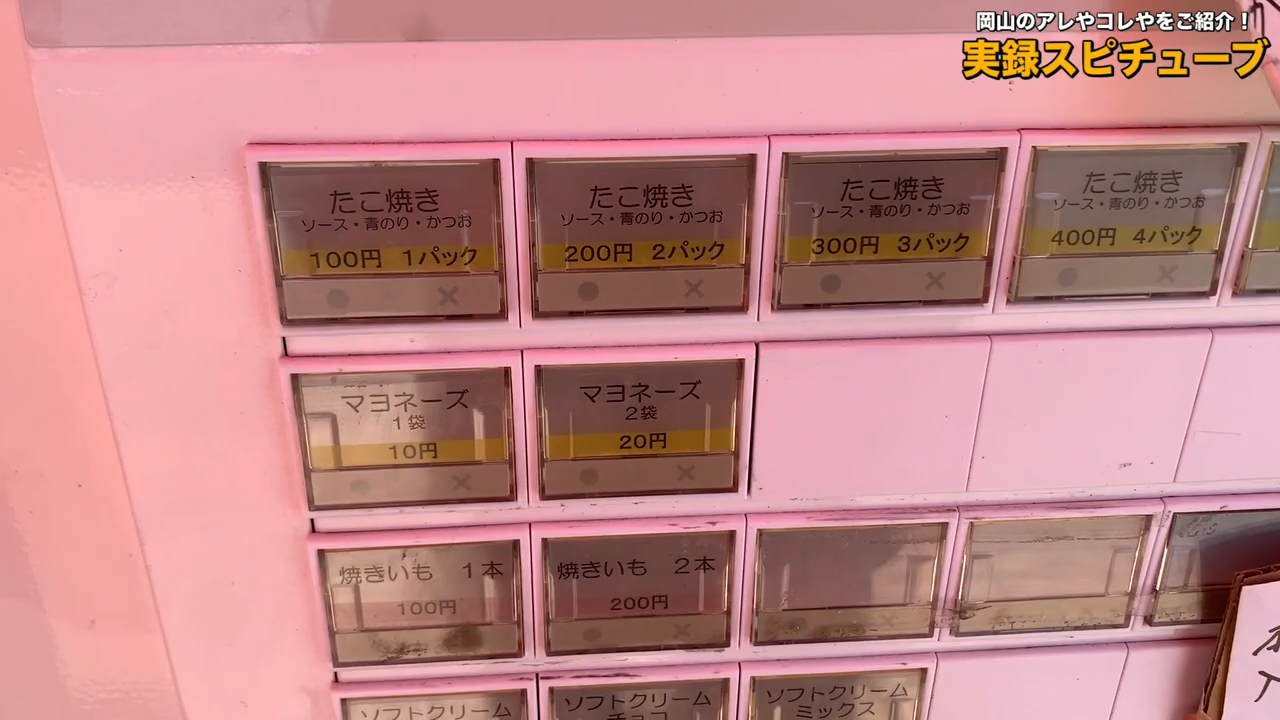 岡山のアレやコレやをご紹介！
実録スピチューブ
たこ焼き
ソース・青のり・かつお
100円 1パック
たこ焼き
ソース・青のり・かつお
200円 2パック
たこ焼き
ソース・青のり・かつお
300円 3パック
たこ焼き
ソース・青のり・かつお
400円 4パック
マヨネーズ
1袋
10円
マヨネーズ
2袋
20円
焼きいも 1本
100円
焼きいも 2本
200円
ソフトクリーム
ソフトクリーム
チョコ
ソフトクリーム
ミックス